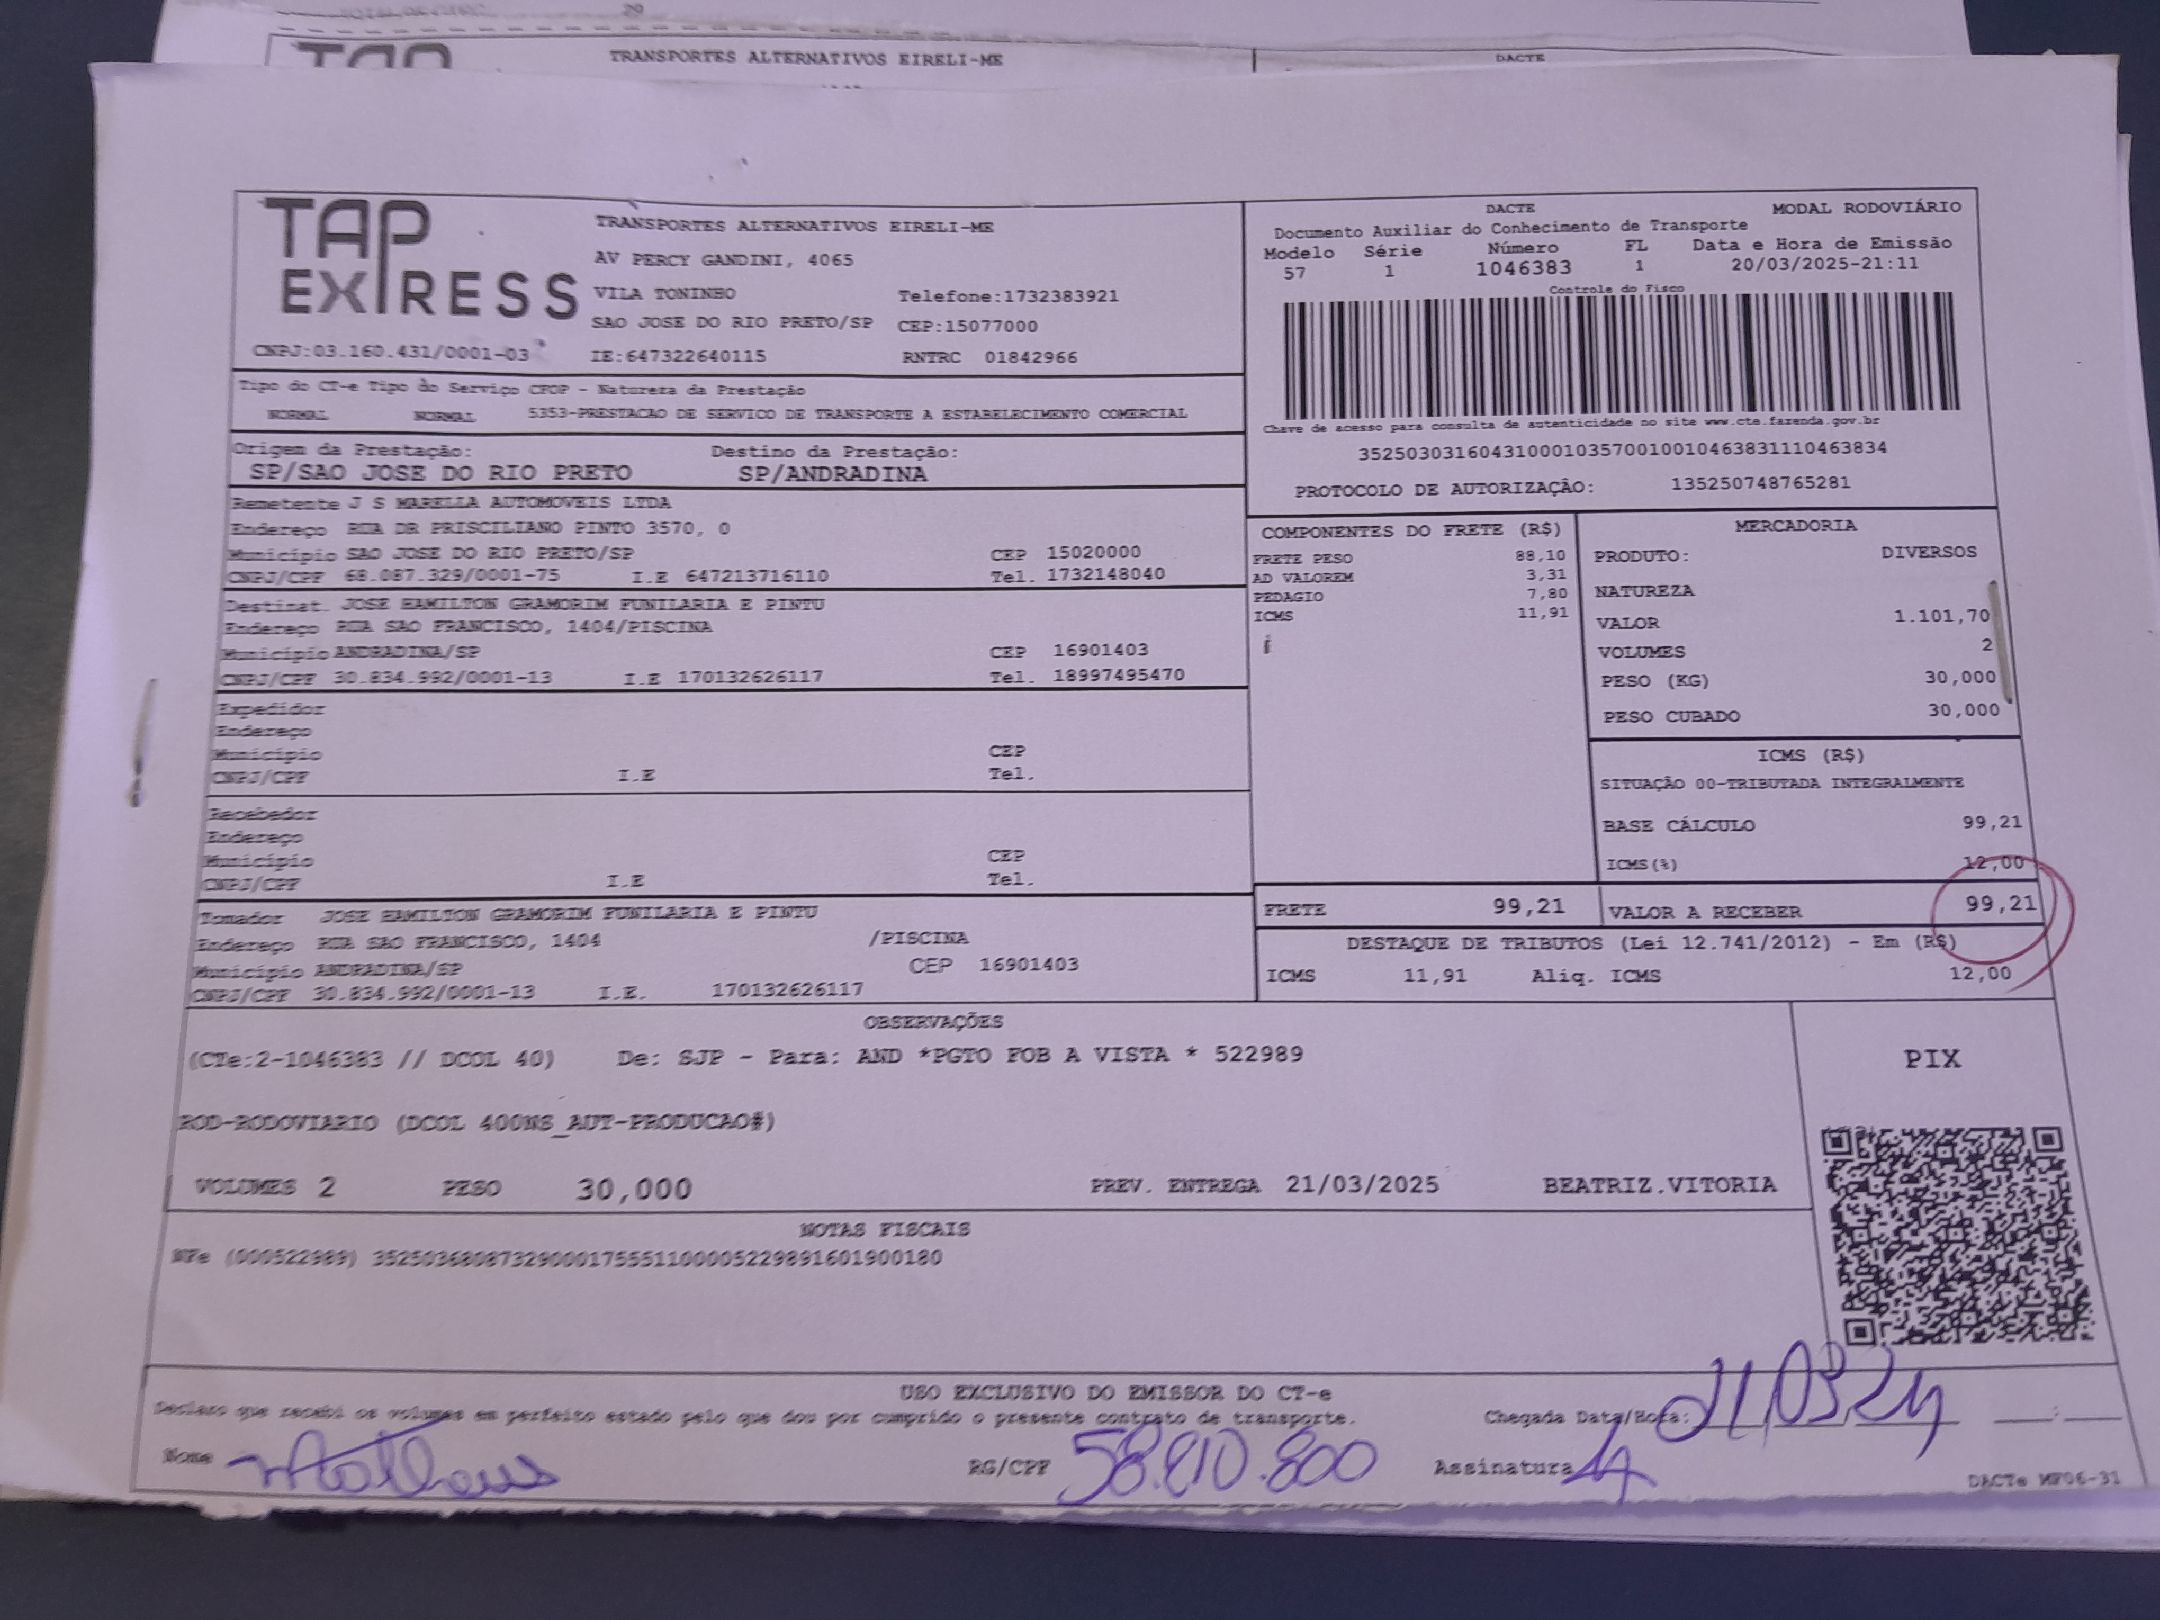 TRANSPORTES ALTERNATIVOS EIRELI-ME
DACTE
TAP EXPRESS
TRANSPORTES ALTERNATIVOS EIRELI-ME
AV PERCY GANDINI, 4065
VILA TONINHO Telefone:1732383921
SAO JOSE DO RIO PRETO/SP CEP:15077000
CNPJ:03.160.431/0001-03 IE:647322640115 RNTRC 01842966
DACTE MODAL RODOVIÁRIO
Documento Auxiliar do Conhecimento de Transporte
Modelo Série Número FL Data e Hora de Emissão
57 1 1046383 1 20/03/2025-21:11
Controle do Fisco
Chave de acesso para consulta de autenticidade no site www.cte.fazenda.gov.br
35250303160431000103570010010463831110463834
PROTOCOLO DE AUTORIZAÇÃO: 135250748765281
Tipo do CT-e Tipo do Serviço CFOP - Natureza da Prestação
NORMAL NORMAL 5353-PRESTACAO DE SERVICO DE TRANSPORTE A ESTABELECIMENTO COMERCIAL
Origem da Prestação: Destino da Prestação:
SP/SAO JOSE DO RIO PRETO SP/ANDRADINA
Remetente J S MARELLA AUTOMOVEIS LTDA
Endereço RUA DR PRISCILIANO PINTO 3570, 0
Município SAO JOSE DO RIO PRETO/SP CEP 15020000
CNPJ/CPF 68.087.329/0001-75 I.E 647213716110 Tel. 1732148040
Destinat. JOSE HAMILTON GRAMORIM FUNILARIA E PINTU
Endereço RUA SAO FRANCISCO, 1404/PISCINA
Município ANDRADINA/SP CEP 16901403
CNPJ/CPF 30.834.992/0001-13 I.E 170132626117 Tel. 18997495470
Expedidor
Endereço
Município CEP
CNPJ/CPF I.E Tel.
Recebedor
Endereço
Município CEP
CNPJ/CPF I.E Tel.
Tomador JOSE HAMILTON GRAMORIM FUNILARIA E PINTU
Endereço RUA SAO FRANCISCO, 1404 /PISCINA
Município ANDRADINA/SP CEP 16901403
CNPJ/CPF 30.834.992/0001-13 I.E. 170132626117
COMPONENTES DO FRETE (R$)
FRETE PESO 88,10
AD VALOREM 3,31
PEDAGIO 7,80
ICMS 11,91
MERCADORIA
PRODUTO: DIVERSOS
NATUREZA
VALOR 1.101,70
VOLUMES 2
PESO (KG) 30,000
PESO CUBADO 30,000
ICMS (R$)
SITUAÇÃO 00-TRIBUTADA INTEGRALMENTE
BASE CÁLCULO 99,21
ICMS(%) 12,00
FRETE 99,21 VALOR A RECEBER 99,21
DESTAQUE DE TRIBUTOS (Lei 12.741/2012) - Em (R$)
ICMS 11,91 Aliq. ICMS 12,00
OBSERVAÇÕES
(CTe:2-1046383 // DCOL 40) De: SJP - Para: AND *PGTO FOB A VISTA * 522989
ROD-RODOVIARIO (DCOL 400NS_AUT-PRODUCAO#)
VOLUMES 2 PESO 30,000 PREV. ENTREGA 21/03/2025 BEATRIZ.VITORIA
PIX
NOTAS FISCAIS
NFe (000522989) 35250368087329000175551100005229891601900180
USO EXCLUSIVO DO EMISSOR DO CT-e
Declaro que recebi os volumes em perfeito estado pelo que dou por cumprido o presente contrato de transporte. Chegada Data/Hora: 21.03.24
Nome Matheus RG/CPF 58.810.800 Assinatura
DACTe MF06-31